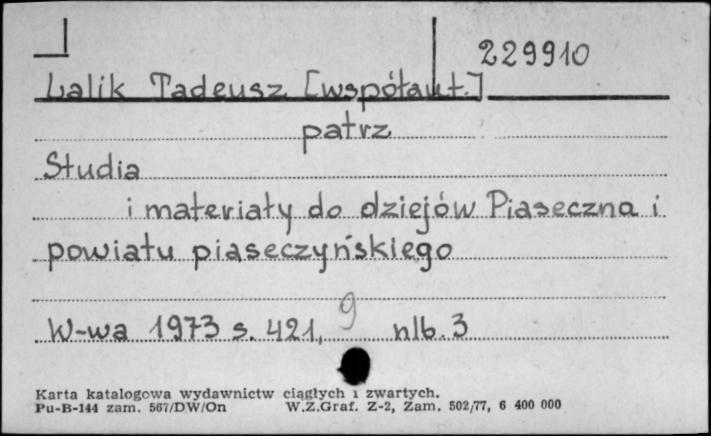 229910
Lalik Tadeusz [współaut.]
patrz
Studia
i materiały do dziejów Piaseczna i
powiatu piaseczyńskiego
9
W-wa 1973 s. 421, nlb. 3
Karta katalogowa wydawnictw ciągłych i zwartych.
Pu-B-144 zam. 567/DW/On W.Z.Graf. Z-2, Zam. 502/77, 6 400 000